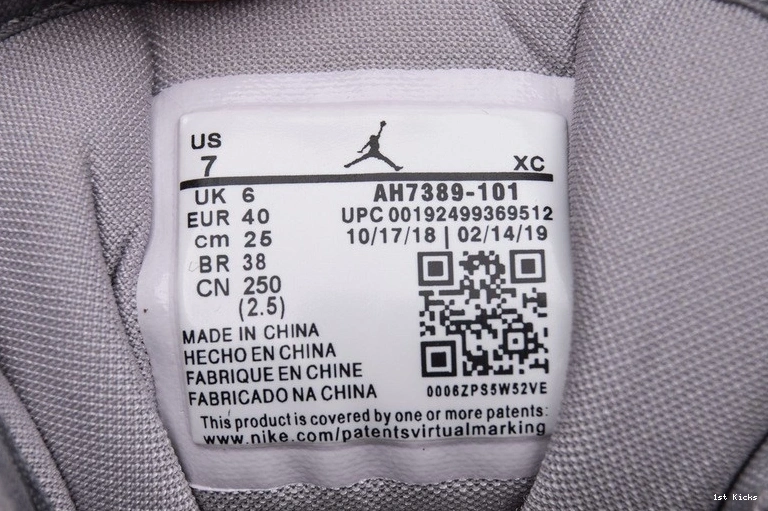 US
7
XC
UK 6
EUR 40
cm 25
BR 38
CN 250
(2.5)
AH7389-101
UPC 00192499369512
10/17/18 | 02/14/19
0006ZPS5W52VE
MADE IN CHINA
HECHO EN CHINA
FABRIQUE EN CHINE
FABRICADO NA CHINA
This product is covered by one or more patents:
www.nike.com/patentsvirtualmarking
1st Kicks